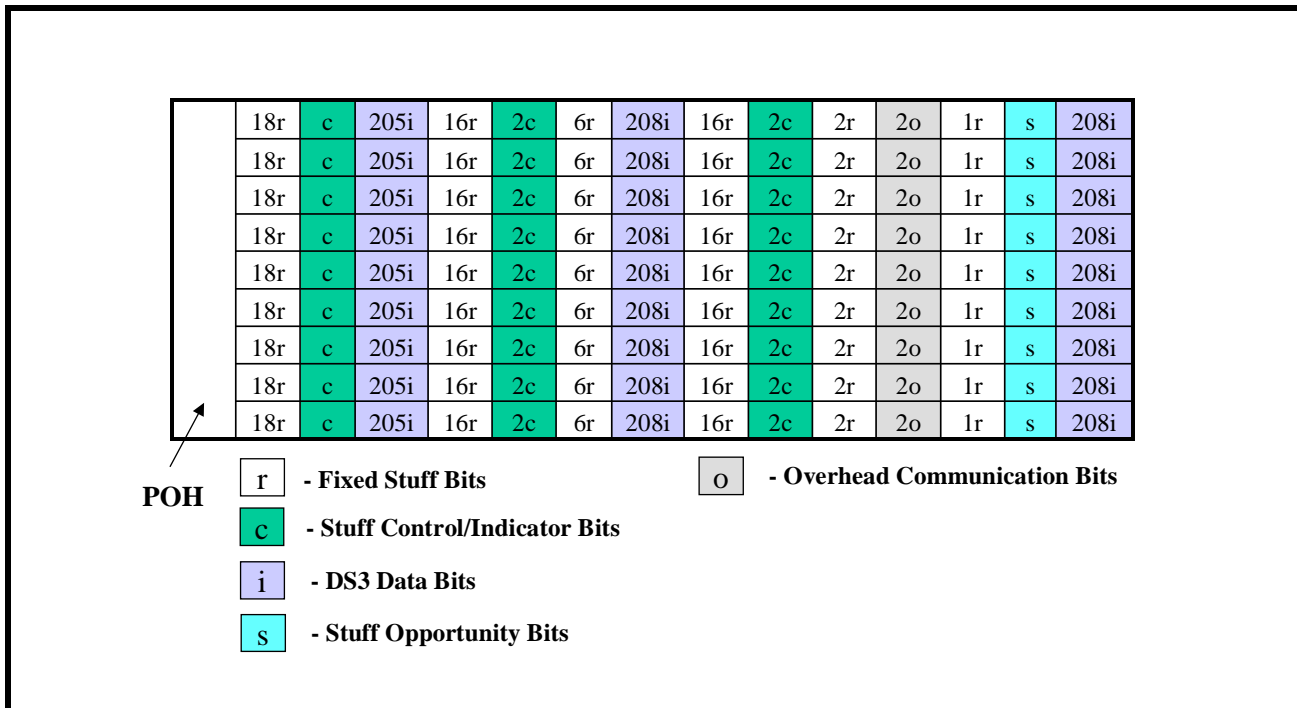 18r c 205i 16r 2c 6r 208i 16r 2c 2r 2o 1r s 208i
18r c 205i 16r 2c 6r 208i 16r 2c 2r 2o 1r s 208i
18r c 205i 16r 2c 6r 208i 16r 2c 2r 2o 1r s 208i
18r c 205i 16r 2c 6r 208i 16r 2c 2r 2o 1r s 208i
18r c 205i 16r 2c 6r 208i 16r 2c 2r 2o 1r s 208i
18r c 205i 16r 2c 6r 208i 16r 2c 2r 2o 1r s 208i
18r c 205i 16r 2c 6r 208i 16r 2c 2r 2o 1r s 208i
18r c 205i 16r 2c 6r 208i 16r 2c 2r 2o 1r s 208i
18r c 205i 16r 2c 6r 208i 16r 2c 2r 2o 1r s 208i
POH
r - Fixed Stuff Bits
o - Overhead Communication Bits
c - Stuff Control/Indicator Bits
i - DS3 Data Bits
s - Stuff Opportunity Bits